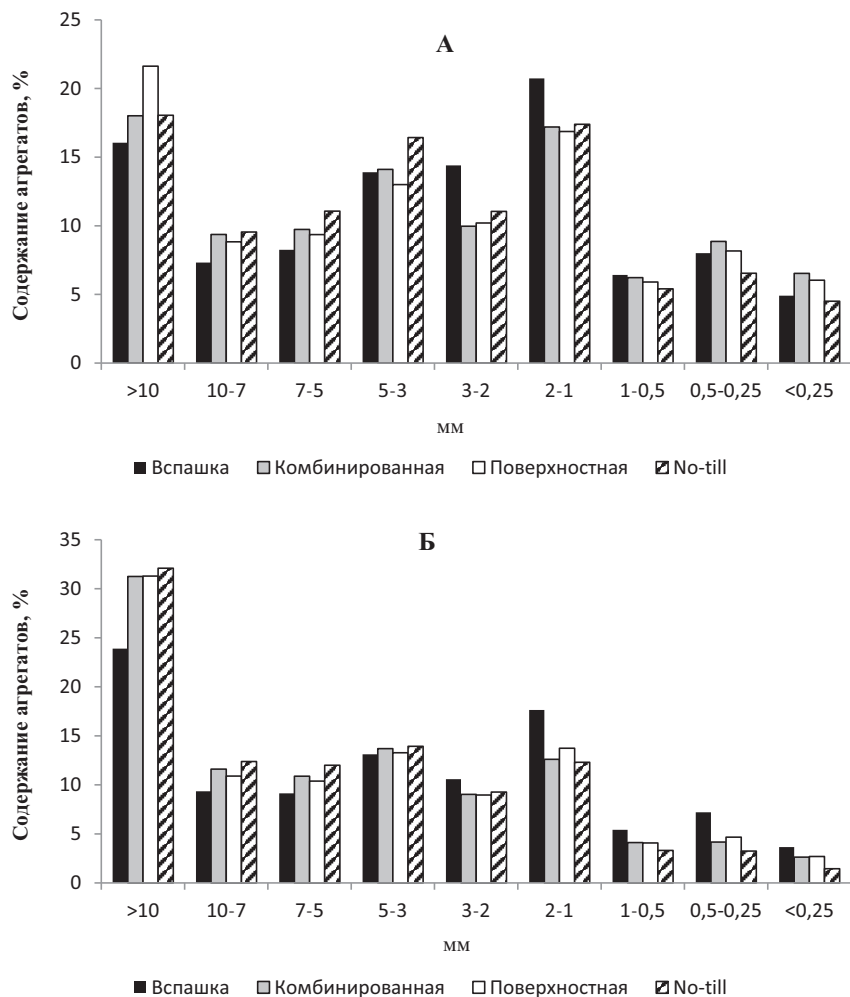 А
Содержание агрегатов, %
25
20
15
10
5
0
>10 10-7 7-5 5-3 3-2 2-1 1-0,5 0,5-0,25 <0,25
мм
Вспашка Комбинированная Поверхностная No-till
Б
Содержание агрегатов, %
35
30
25
20
15
10
5
0
>10 10-7 7-5 5-3 3-2 2-1 1-0,5 0,5-0,25 <0,25
мм
Вспашка Комбинированная Поверхностная No-till